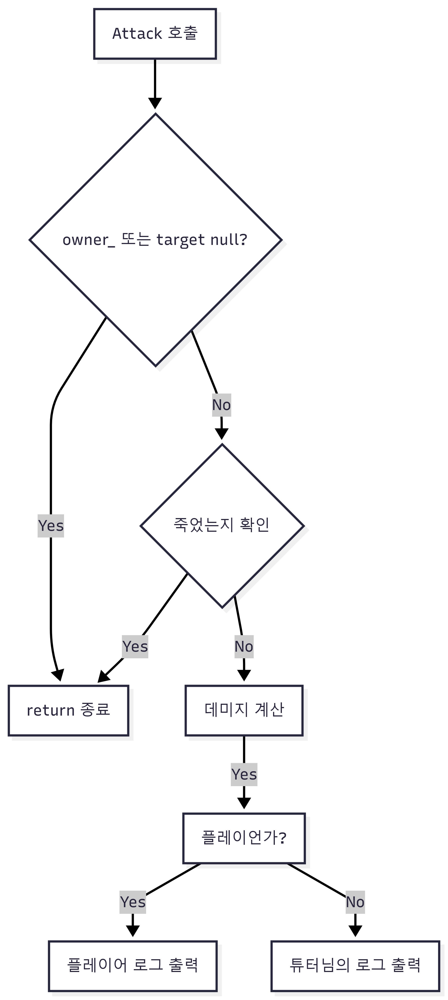 Attack 호출
owner_ 또는 target null?
No
죽었는지 확인
Yes
Yes
No
return 종료
데미지 계산
Yes
플레이언가?
Yes
No
플레이어 로그 출력
튜터님의 로그 출력